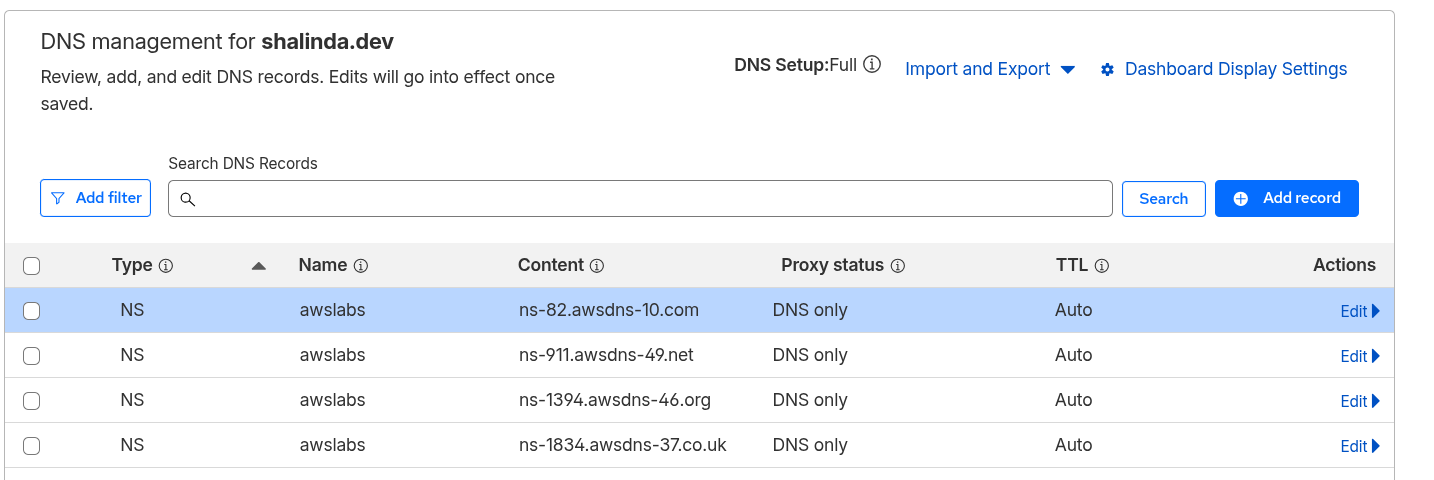 DNS management for shalinda.dev
Review, add, and edit DNS records. Edits will go into effect once
saved.
DNS Setup:Full
Import and Export
Dashboard Display Settings
Search DNS Records
Add filter
Search
Add record
Type Name Content Proxy status TTL Actions
NS awslabs ns-82.awsdns-10.com DNS only Auto Edit
NS awslabs ns-911.awsdns-49.net DNS only Auto Edit
NS awslabs ns-1394.awsdns-46.org DNS only Auto Edit
NS awslabs ns-1834.awsdns-37.co.uk DNS only Auto Edit